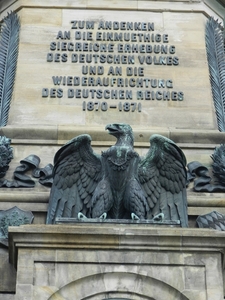 ZUM ANDENKEN
AN DIE EINMUETHIGE
SIEGREICHE ERHEBUNG
DES DEUTSCHEN VOLKES
UND AN DIE
WIEDERAUFRICHTUNG
DES DEUTSCHEN REICHES
1870-1871